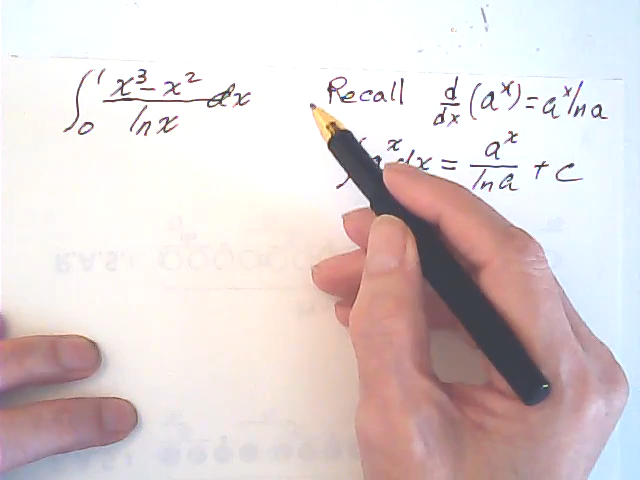 ∫₀¹ (x³ - x²)/(ln x) dx
Recall d/dx (aˣ) = aˣ ln a
∫ aˣ dx = aˣ/(ln a) + C